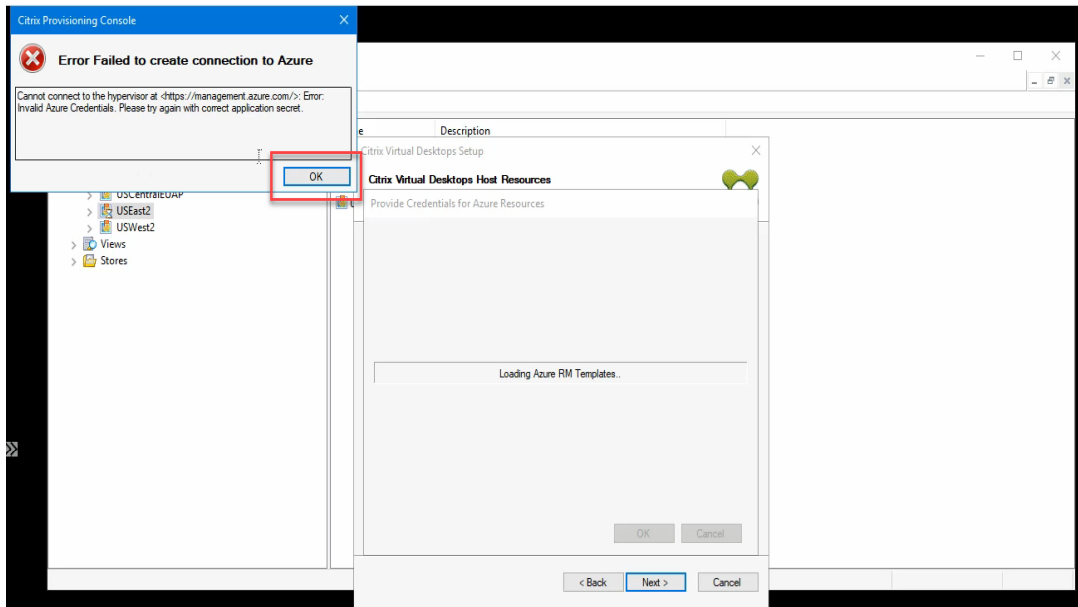 Citrix Provisioning Console
Error Failed to create connection to Azure
Cannot connect to the hypervisor at <https://management.azure.com/>: Error:
Invalid Azure Credentials. Please try again with correct application secret.
OK
e Description
Citrix Virtual Desktops Setup
Citrix Virtual Desktops Host Resources
Provide Credentials for Azure Resources
USCentralEUAP
USEast2
USWest2
Views
Stores
Loading Azure RM Templates..
OK Cancel
< Back Next > Cancel